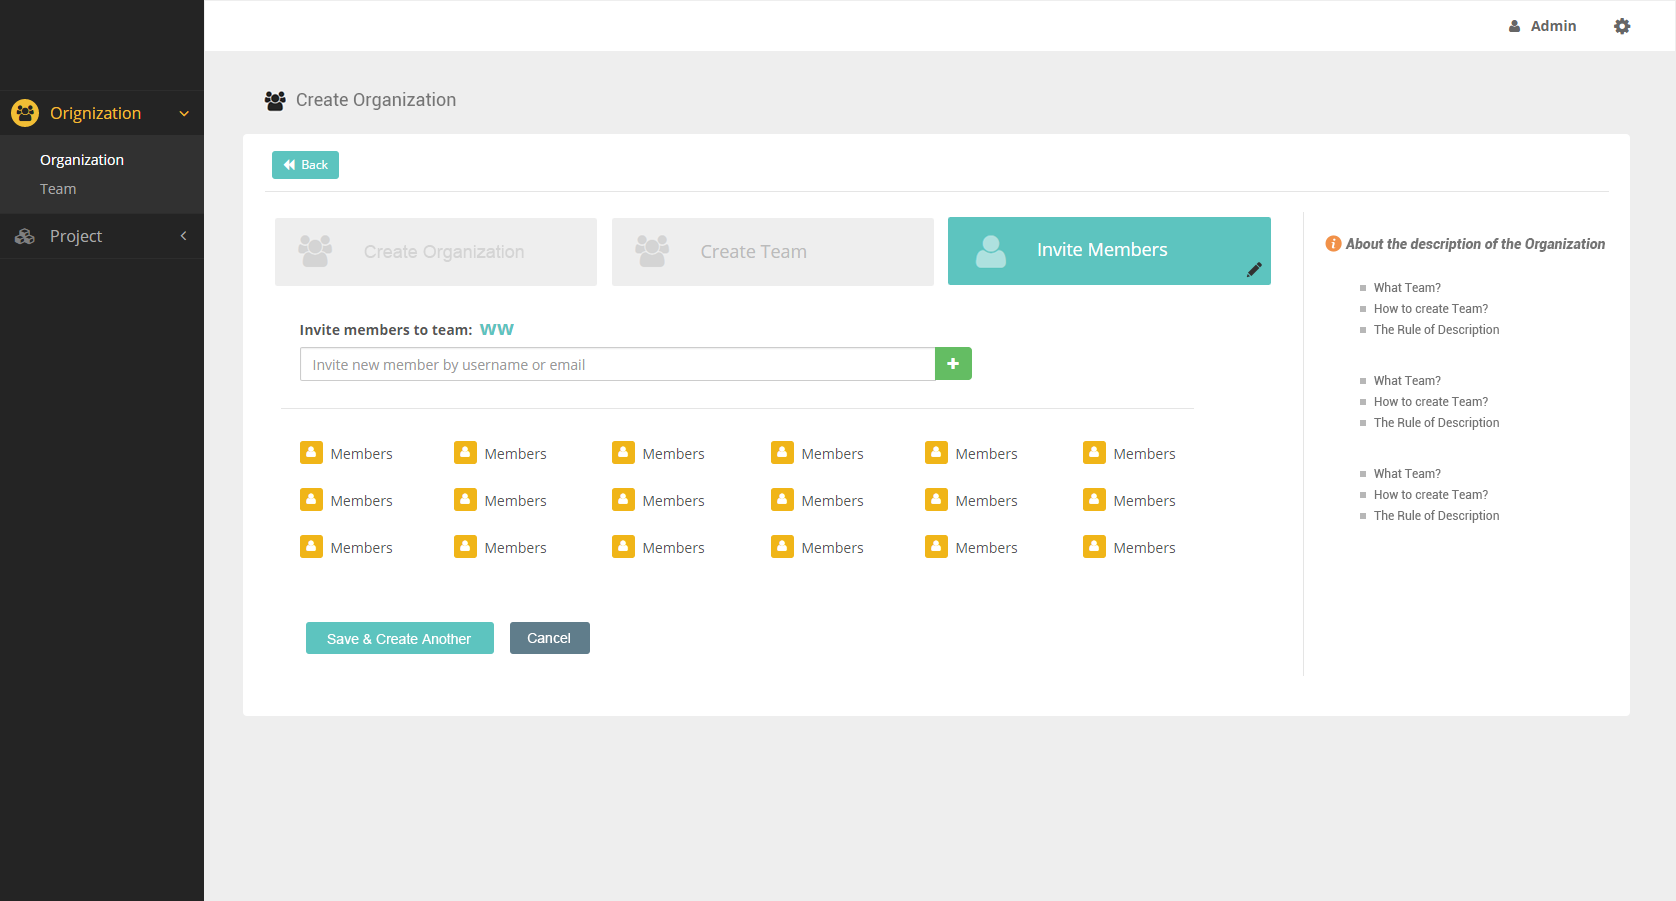 Admin
Orignization
Organization
Team
Project
Create Organization
Back
Create Organization
Create Team
Invite Members
Invite members to team: ww
Invite new member by username or email
Members Members Members Members Members Members
Members Members Members Members Members Members
Members Members Members Members Members Members
Save & Create Another
Cancel
About the description of the Organization
What Team?
How to create Team?
The Rule of Description
What Team?
How to create Team?
The Rule of Description
What Team?
How to create Team?
The Rule of Description